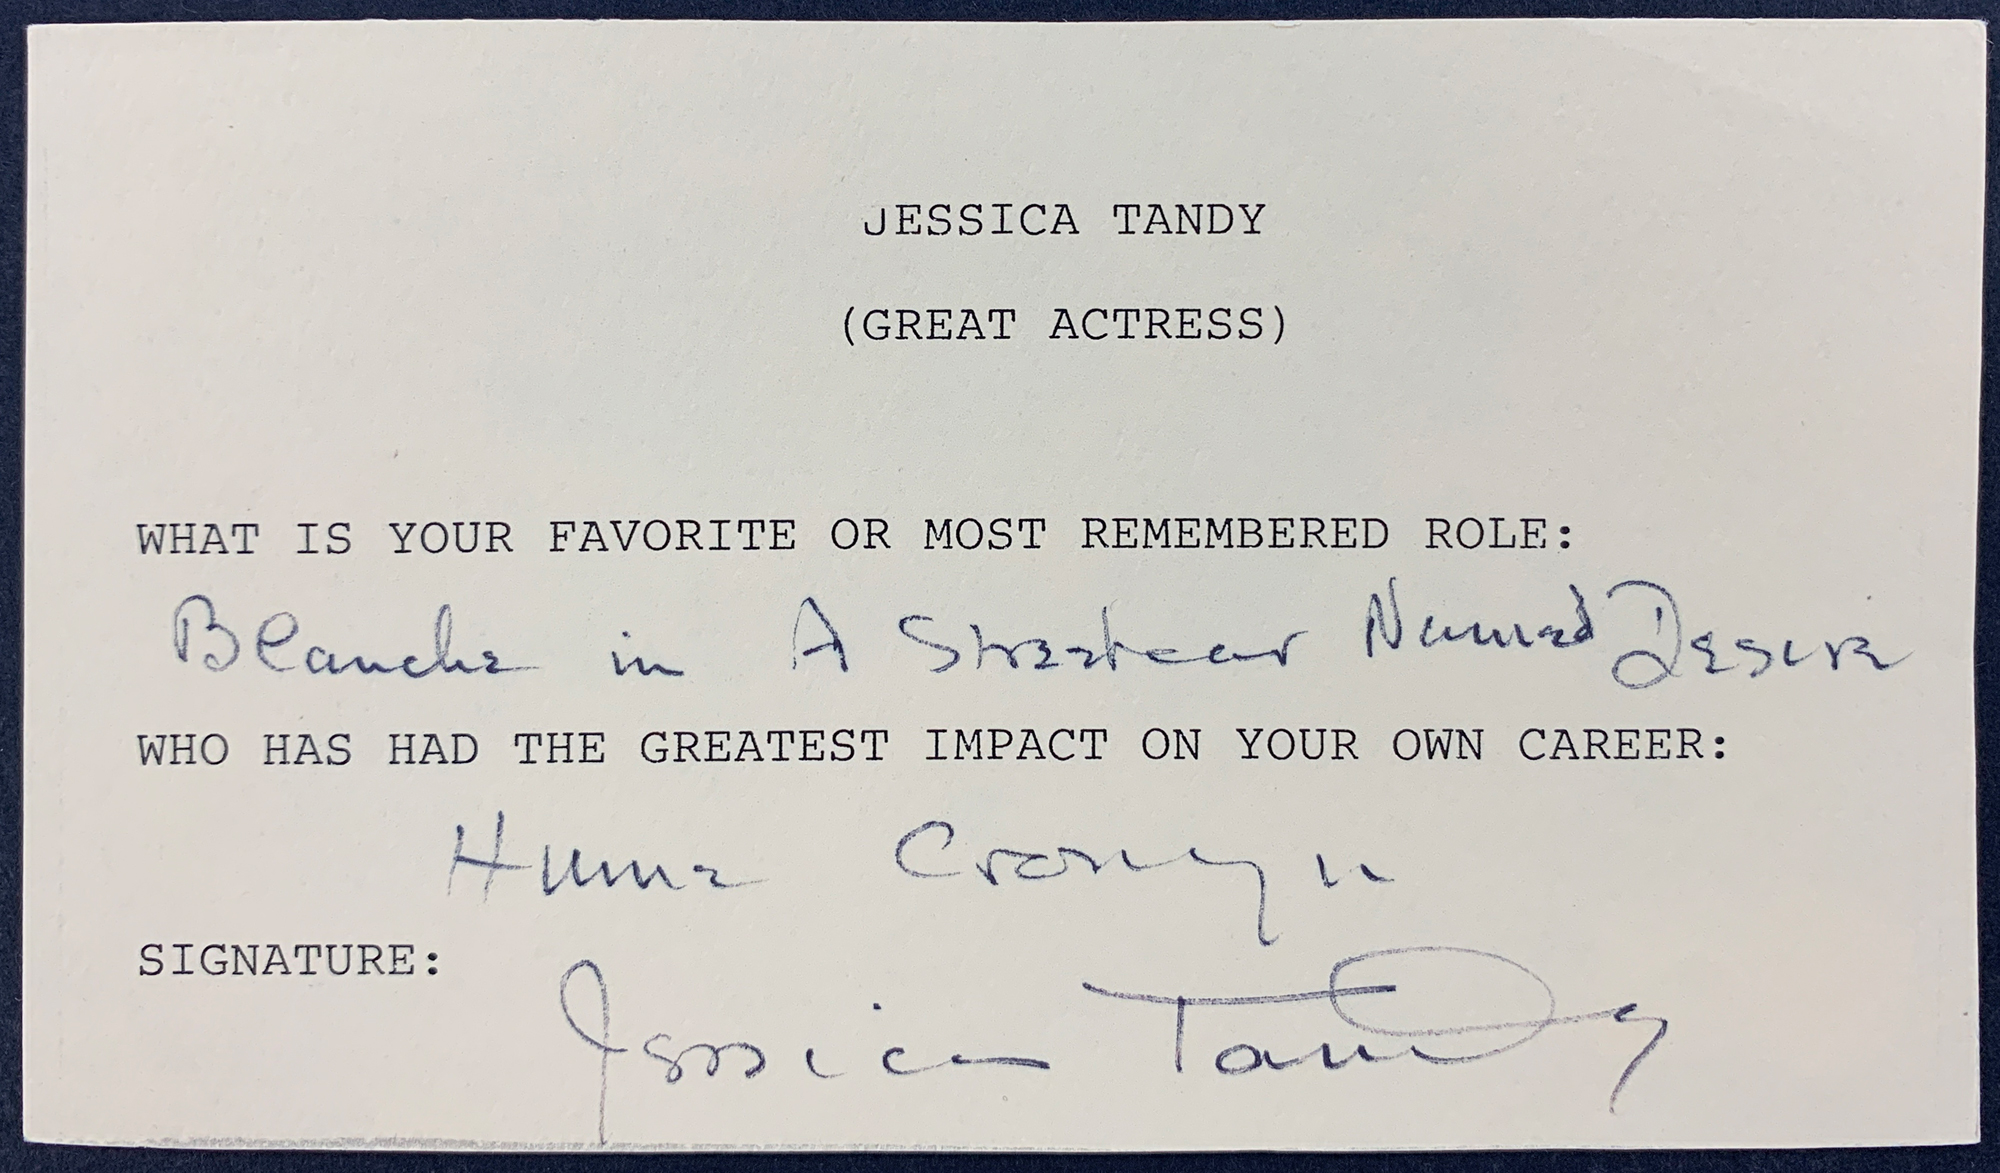 JESSICA TANDY
(GREAT ACTRESS)
WHAT IS YOUR FAVORITE OR MOST REMEMBERED ROLE:
Blanche in A Streetcar Named Desire
WHO HAS HAD THE GREATEST IMPACT ON YOUR OWN CAREER:
Hume Cronyn
SIGNATURE:
Jessica Tandy